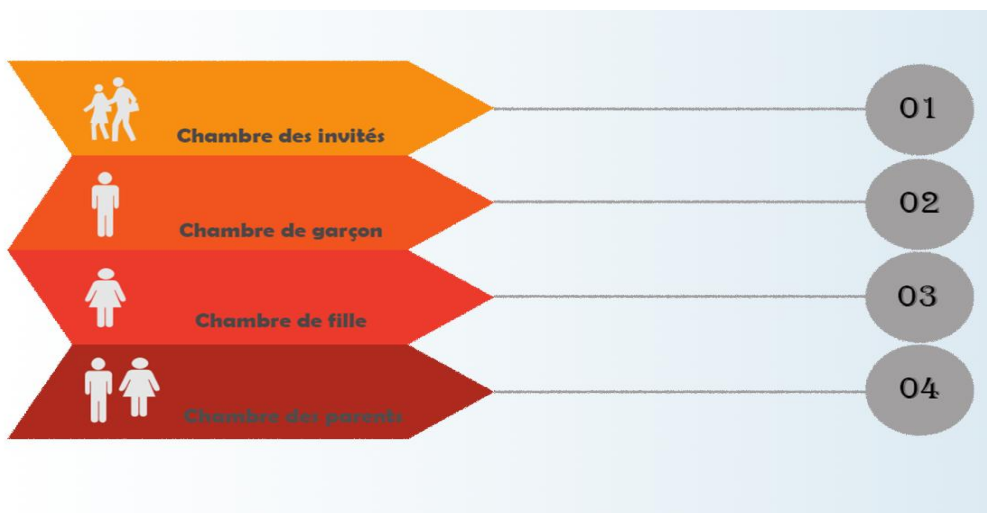 Chambre des invités
01
Chambre de garçon
02
Chambre de fille
03
Chambre des parents
04